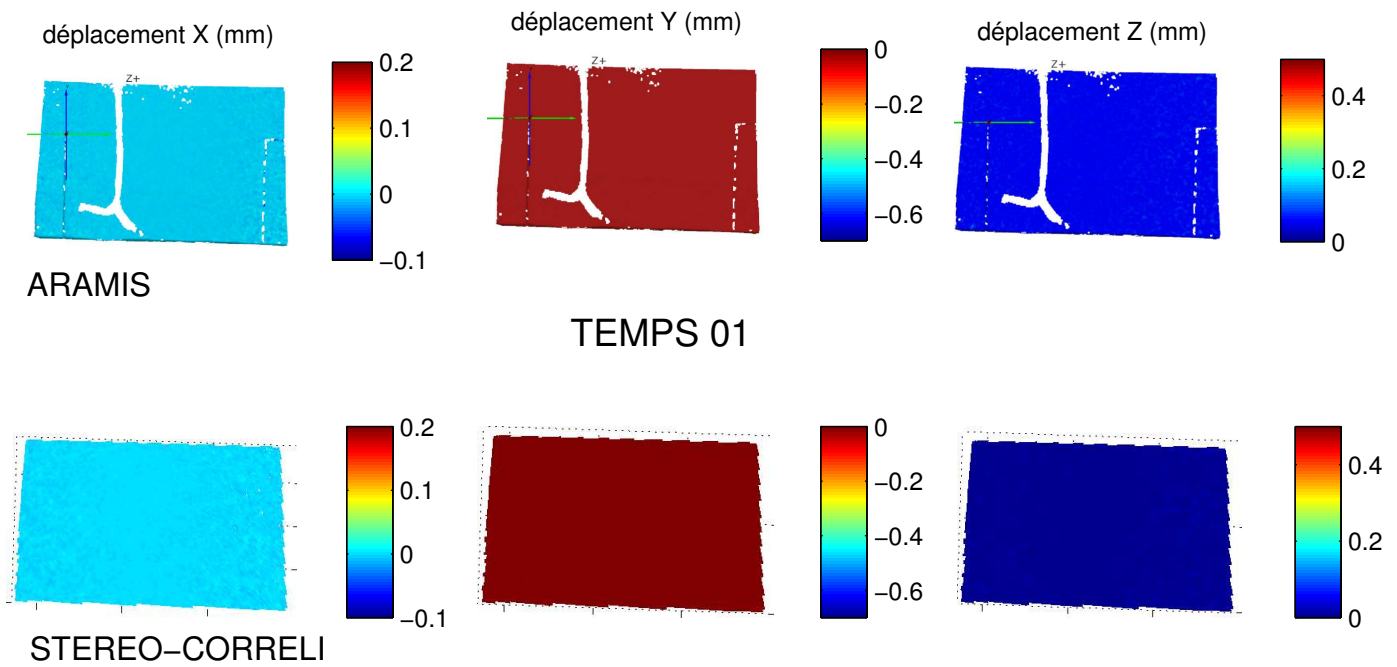 déplacement X (mm)
déplacement Y (mm)
déplacement Z (mm)
Z+
0.2
0.1
0
−0.1
Z+
0
−0.2
−0.4
−0.6
Z+
0.4
0.2
0
ARAMIS
TEMPS 01
0.2
0.1
0
−0.1
0
−0.2
−0.4
−0.6
0.4
0.2
0
STEREO−CORRELI